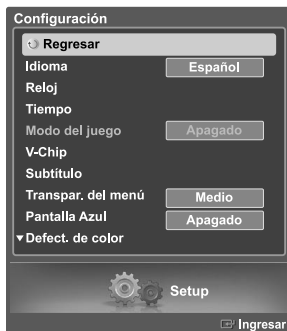 Configuración
Regresar
Idioma Español
Reloj
Tiempo
Modo del juego Apagado
V-Chip
Subtítulo
Transpar. del menú Medio
Pantalla Azul Apagado
▼Defect. de color
Setup
Ingresar